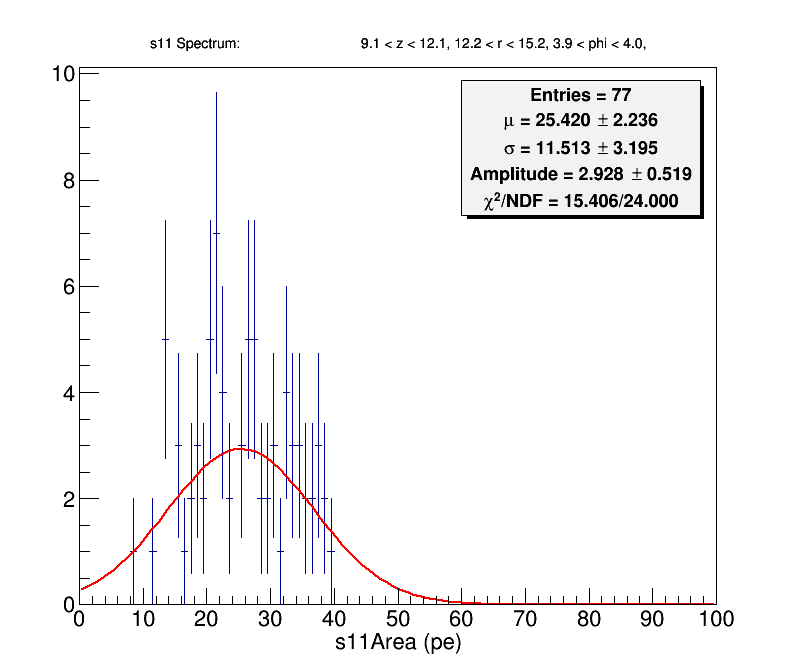 s11 Spectrum: 9.1 < z < 12.1, 12.2 < r < 15.2, 3.9 < phi < 4.0,
Entries = 77
μ = 25.420 ± 2.236
σ = 11.513 ± 3.195
Amplitude = 2.928 ± 0.519
χ²/NDF = 15.406/24.000
10
8
6
4
2
0
0 10 20 30 40 50 60 70 80 90 100
s11Area (pe)